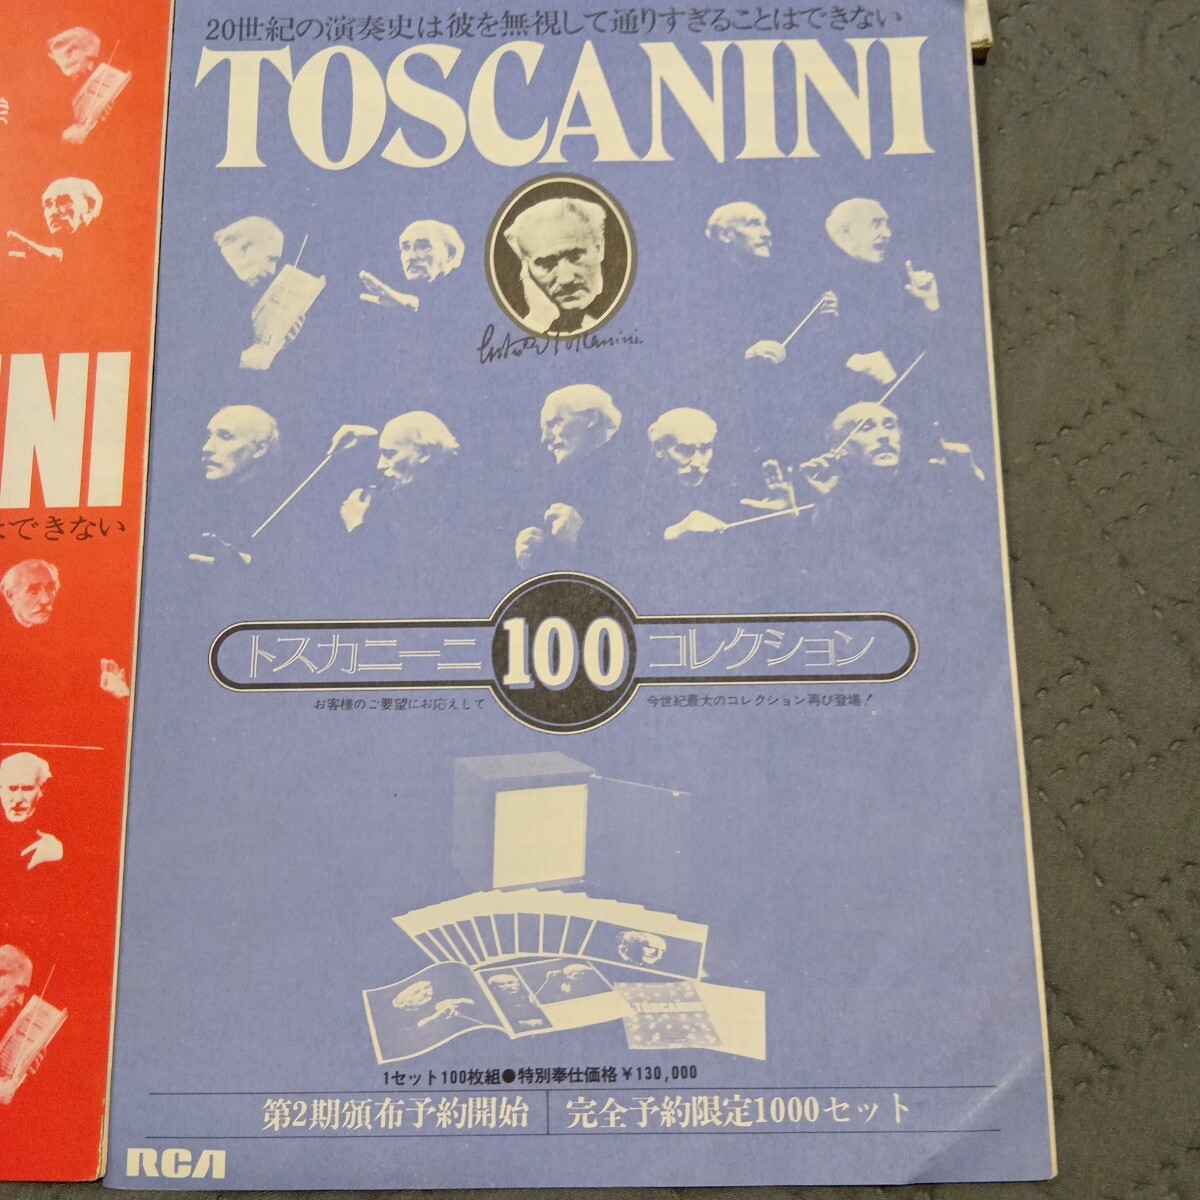 20世紀の演奏史は彼を無視して通りすぎることはできない
TOSCANINI
トスカニーニ 100 コレクション
お客様のご要望にお応えして
今世紀最大のコレクション再び登場！
TOSCANINI
1セット100枚組●特別奉仕価格￥130,000
第2期頒布予約開始
完全予約限定1000セット
RCA
INI
できない